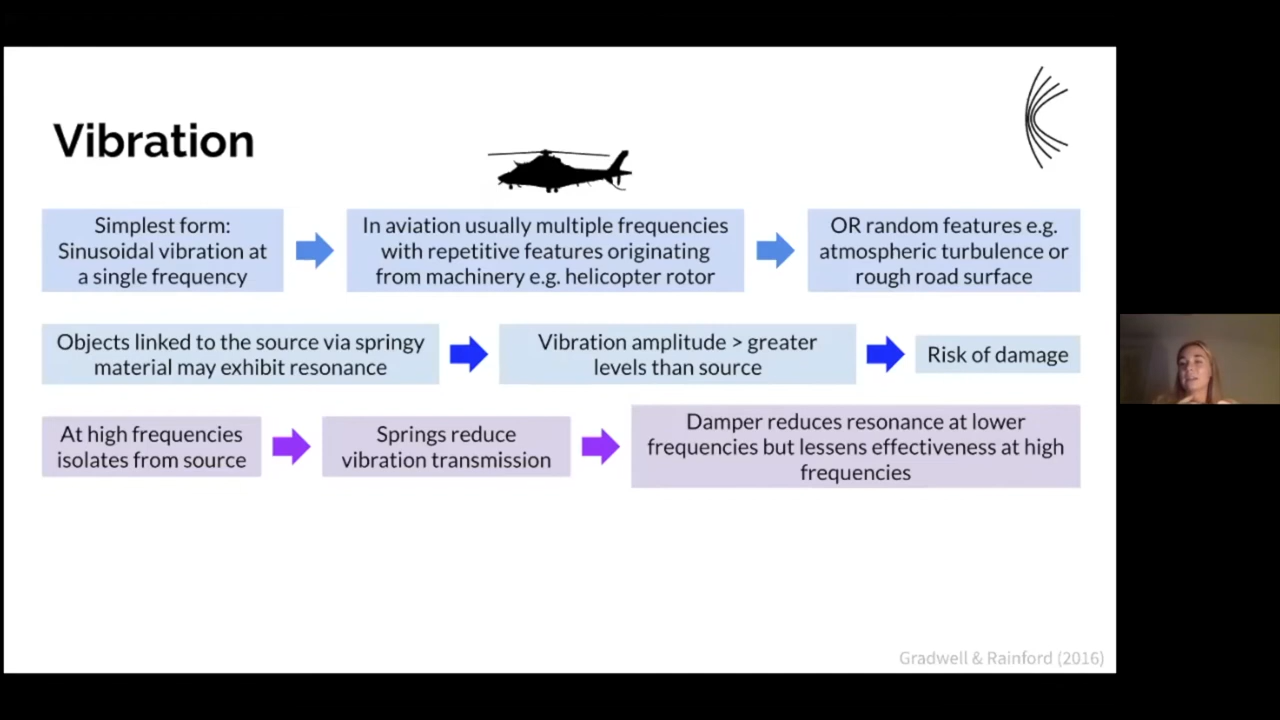 Vibration
Simplest form:
Sinusoidal vibration at
a single frequency
In aviation usually multiple frequencies
with repetitive features originating
from machinery e.g. helicopter rotor
OR random features e.g.
atmospheric turbulence or
rough road surface
Objects linked to the source via springy
material may exhibit resonance
Vibration amplitude > greater
levels than source
Risk of damage
At high frequencies
isolates from source
Springs reduce
vibration transmission
Damper reduces resonance at lower
frequencies but lessens effectiveness at high
frequencies
Gradwell & Rainford (2016)